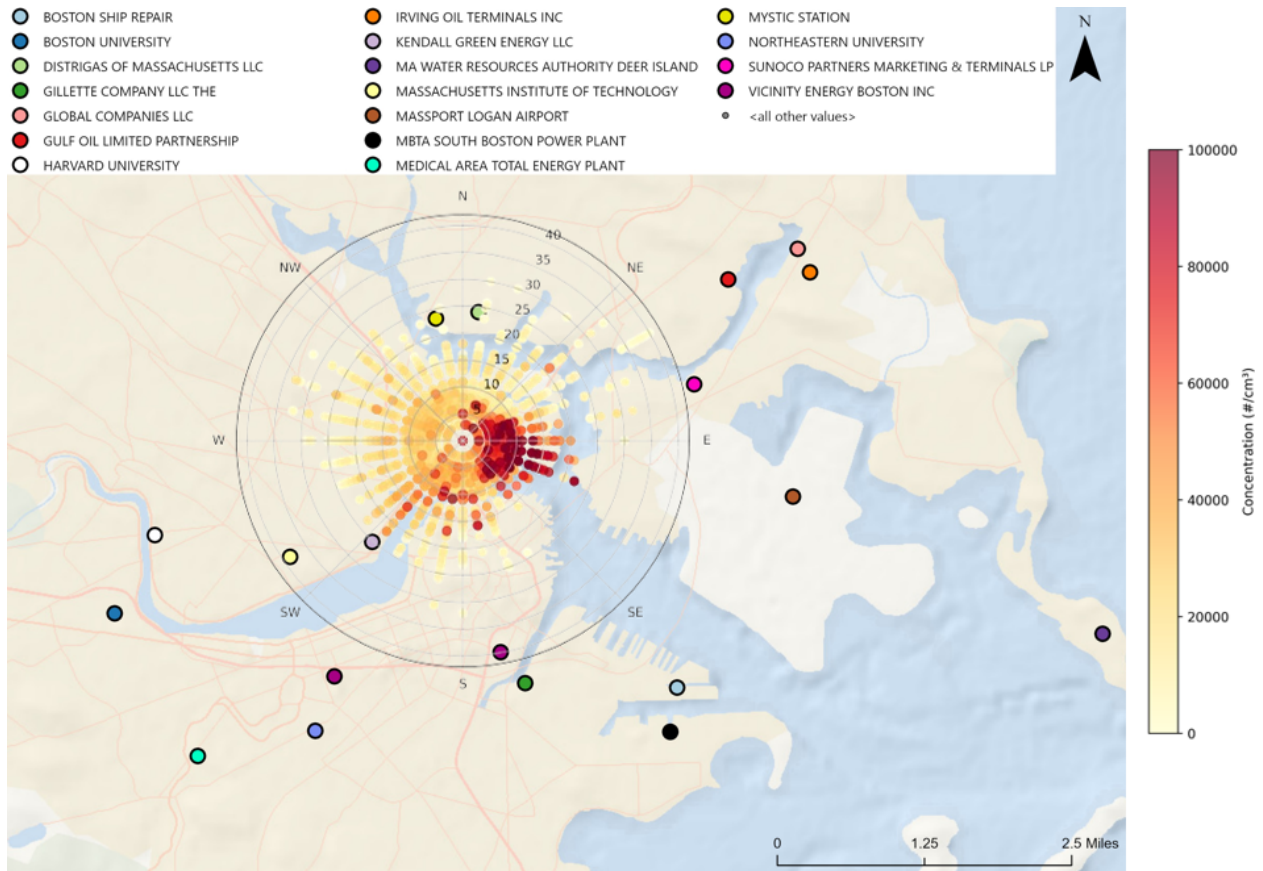 BOSTON SHIP REPAIR
BOSTON UNIVERSITY
DISTRIGAS OF MASSACHUSETTS LLC
GILLETTE COMPANY LLC THE
GLOBAL COMPANIES LLC
GULF OIL LIMITED PARTNERSHIP
HARVARD UNIVERSITY
IRVING OIL TERMINALS INC
KENDALL GREEN ENERGY LLC
MA WATER RESOURCES AUTHORITY DEER ISLAND
MASSACHUSETTS INSTITUTE OF TECHNOLOGY
MASSPORT LOGAN AIRPORT
MBTA SOUTH BOSTON POWER PLANT
MEDICAL AREA TOTAL ENERGY PLANT
MYSTIC STATION
NORTHEASTERN UNIVERSITY
SUNOCO PARTNERS MARKETING & TERMINALS LP
VICINITY ENERGY BOSTON INC
<all other values>
N
N
40
35
30
25
20
15
10
5
NW
NE
W
E
SW
SE
S
100000
80000
60000
40000
20000
0
Concentration (#/cm³)
0
1.25
2.5 Miles